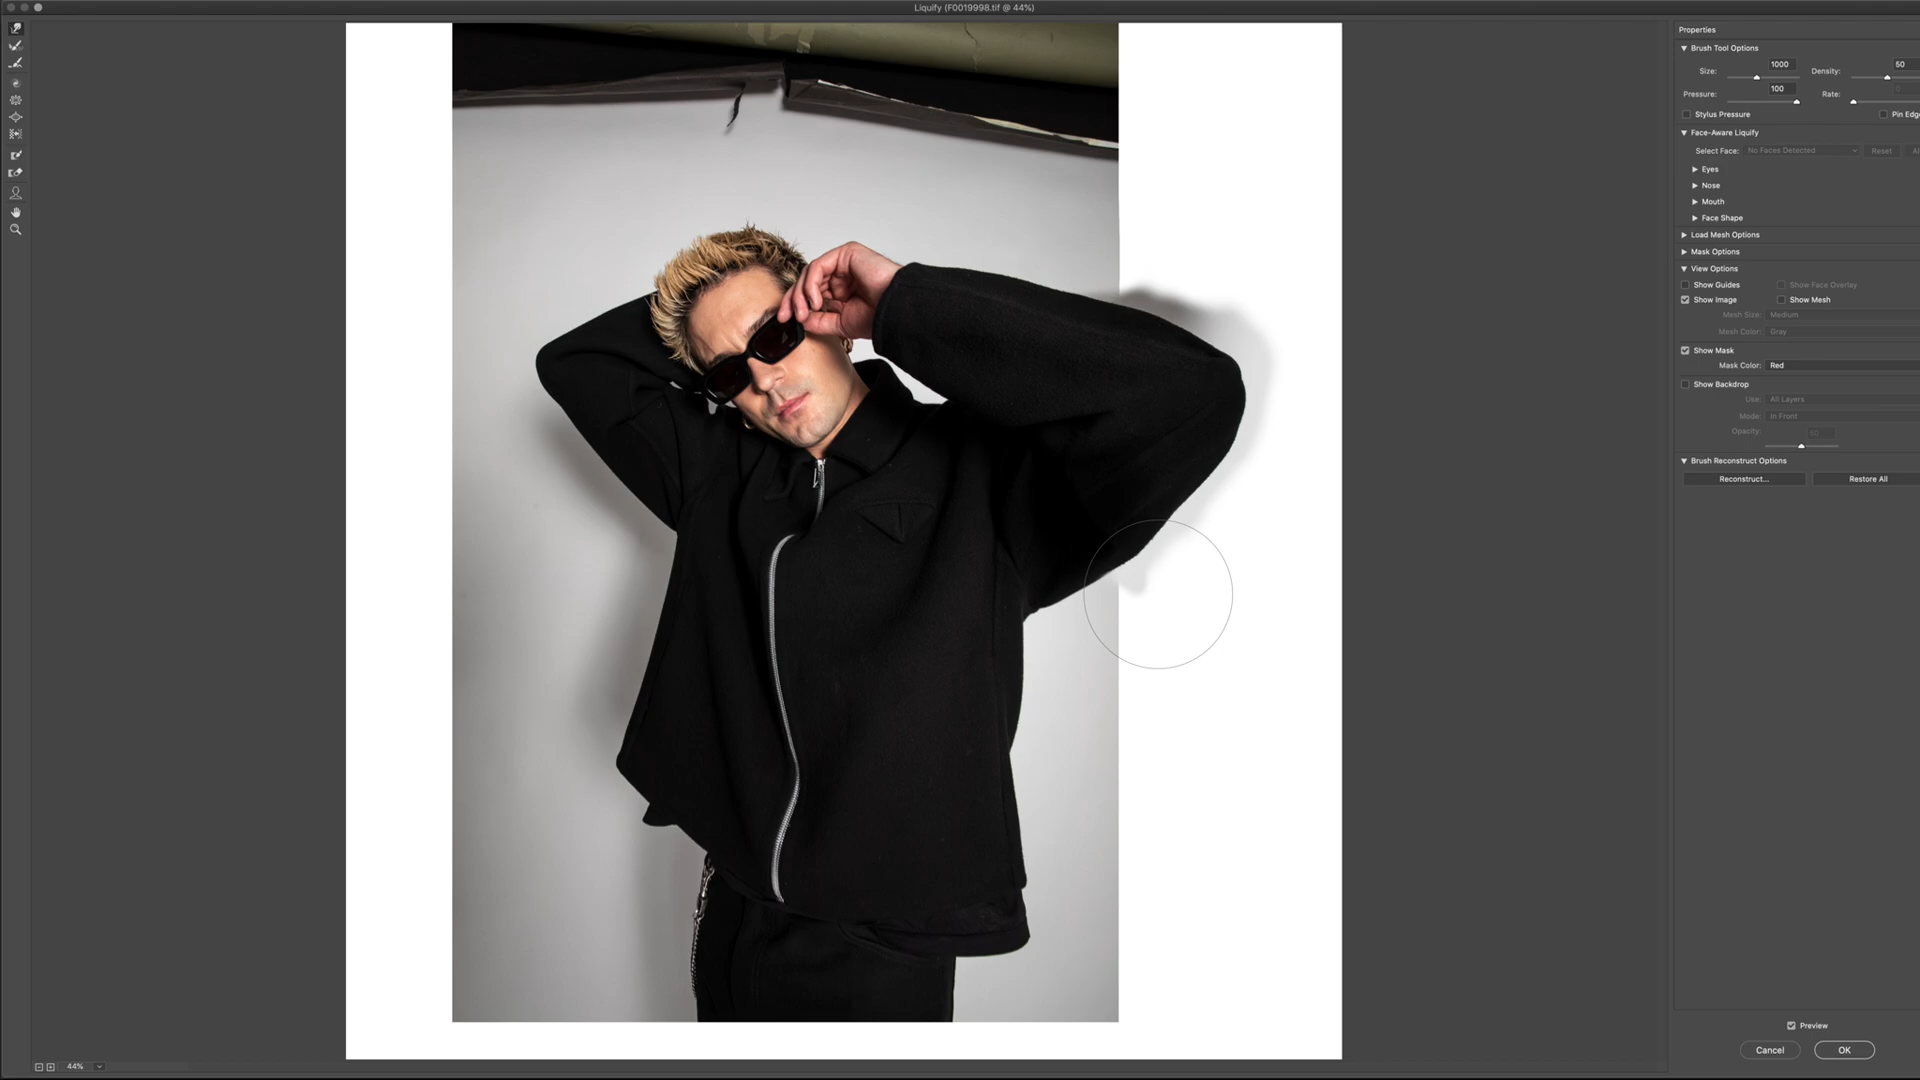 Liquify (F0019998.tif @ 44%)
Properties
Brush Tool Options
Size: 1000 Density: 50
Pressure: 100 Rate:
Stylus Pressure Pin Edg
Face-Aware Liquify
Select Face: No Faces Detected Reset
Eyes
Nose
Mouth
Face Shape
Load Mesh Options
Mask Options
View Options
Show Guides Show Face Overlay
Show Image Show Mesh
Mesh Size: Medium
Mesh Color: Gray
Show Mask
Mask Color: Red
Show Backdrop
Use: All Layers
Mode: In Front
Opacity: 50
Brush Reconstruct Options
Reconstruct... Restore All
Preview
Cancel OK
44%